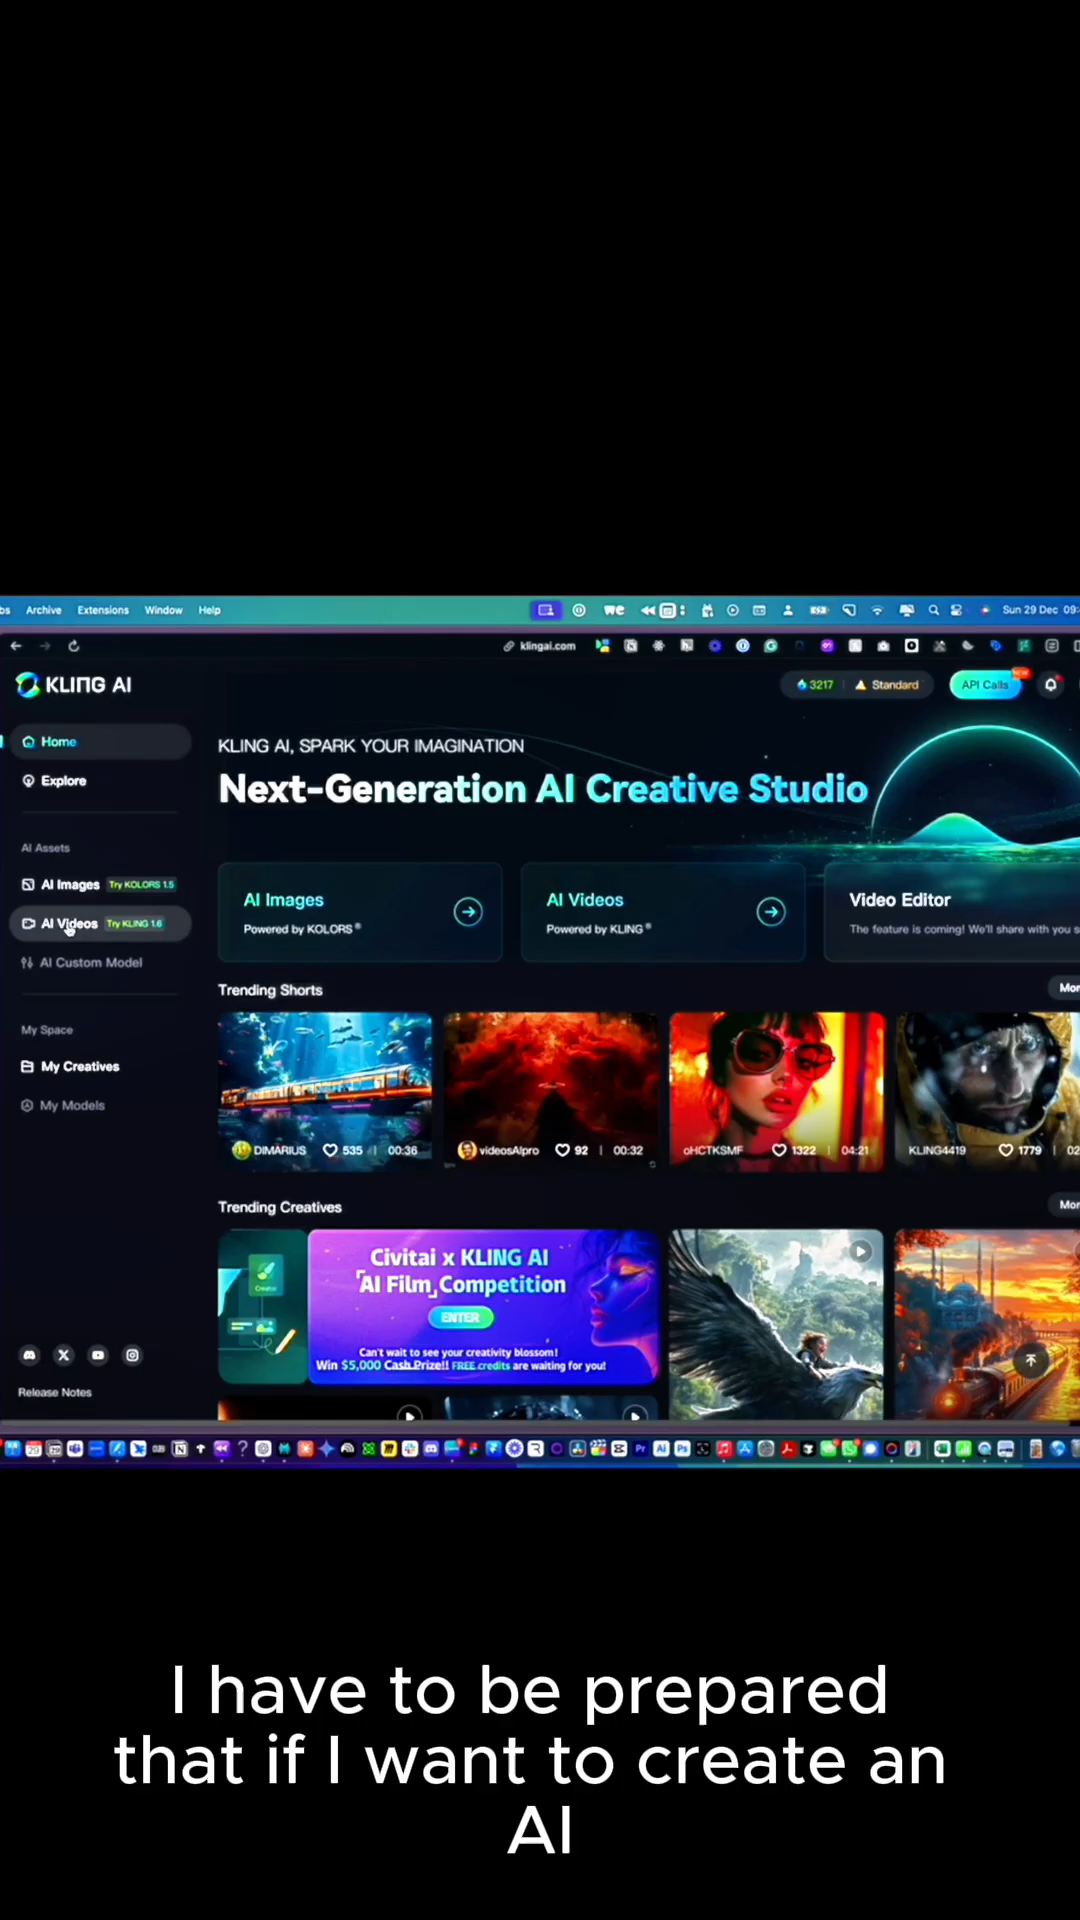 Archive Extensions Window Help
Sun 29 Dec 09:
klingai.com
KLING AI
3217 Standard API Calls NEW
Home
Explore
AI Assets
AI Images Try KOLORS 1.5
AI Videos Try KLING 1.6
AI Custom Model
My Space
My Creatives
My Models
Release Notes
KLING AI, SPARK YOUR IMAGINATION
Next-Generation AI Creative Studio
AI Images
Powered by KOLORS®
AI Videos
Powered by KLING®
Video Editor
The feature is coming! We'll share with you s
Trending Shorts
Mor
DIMARIUS 535 | 00:36
videosAIpro 92 | 00:32
oHCTKSMF 1322 | 04:21
KLING4419 1779 | 02
Trending Creatives
Mor
Civitai x KLING AI
「AI Film」Competition
ENTER
Can't wait to see your creativity blossom!
Win $5,000 Cash Prize!! FREE credits are waiting for you!
I have to be prepared
that if I want to create an
AI